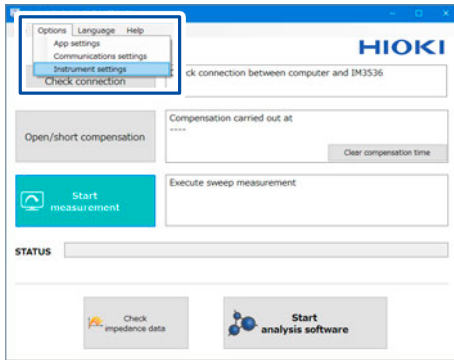 Options Language Help
App settings
Communications settings
Instrument settings
HIOKI
Check connection
ck connection between computer and IM3536
Open/short compensation
Compensation carried out at
----
Clear compensation time
Start
measurement
Execute sweep measurement
STATUS
Check
impedance data
Start
analysis software